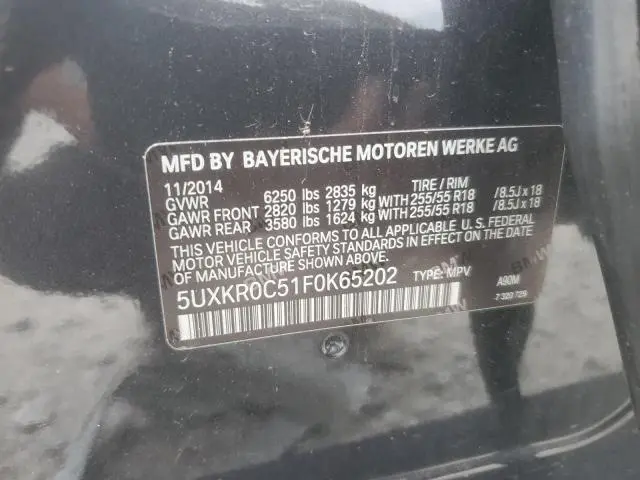 MFD BY BAYERISCHE MOTOREN WERKE AG
11/2014 TIRE / RIM
GVWR 6250 lbs 2835 kg
GAWR FRONT 2820 lbs 1279 kg WITH 255/55 R18 /8.5J x 18
GAWR REAR 3580 lbs 1624 kg WITH 255/55 R18 /8.5J x 18
THIS VEHICLE CONFORMS TO ALL APPLICABLE U.S. FEDERAL
MOTOR VEHICLE SAFETY STANDARDS IN EFFECT ON THE
DATE OF MANUFACTURE SHOWN ABOVE.
5UXKR0C51F0K65202 TYPE: MPV A90M
7 320 729